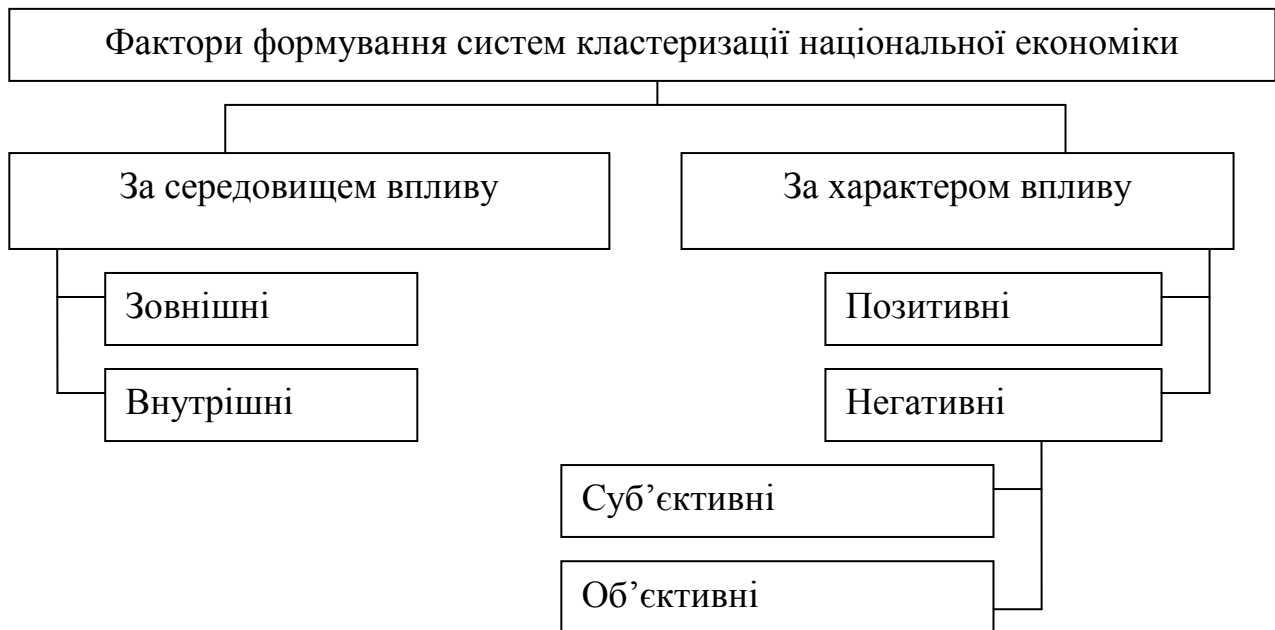 Фактори формування систем кластеризації національної економіки
За середовищем впливу
За характером впливу
Зовнішні
Позитивні
Внутрішні
Негативні
Суб’єктивні
Об’єктивні